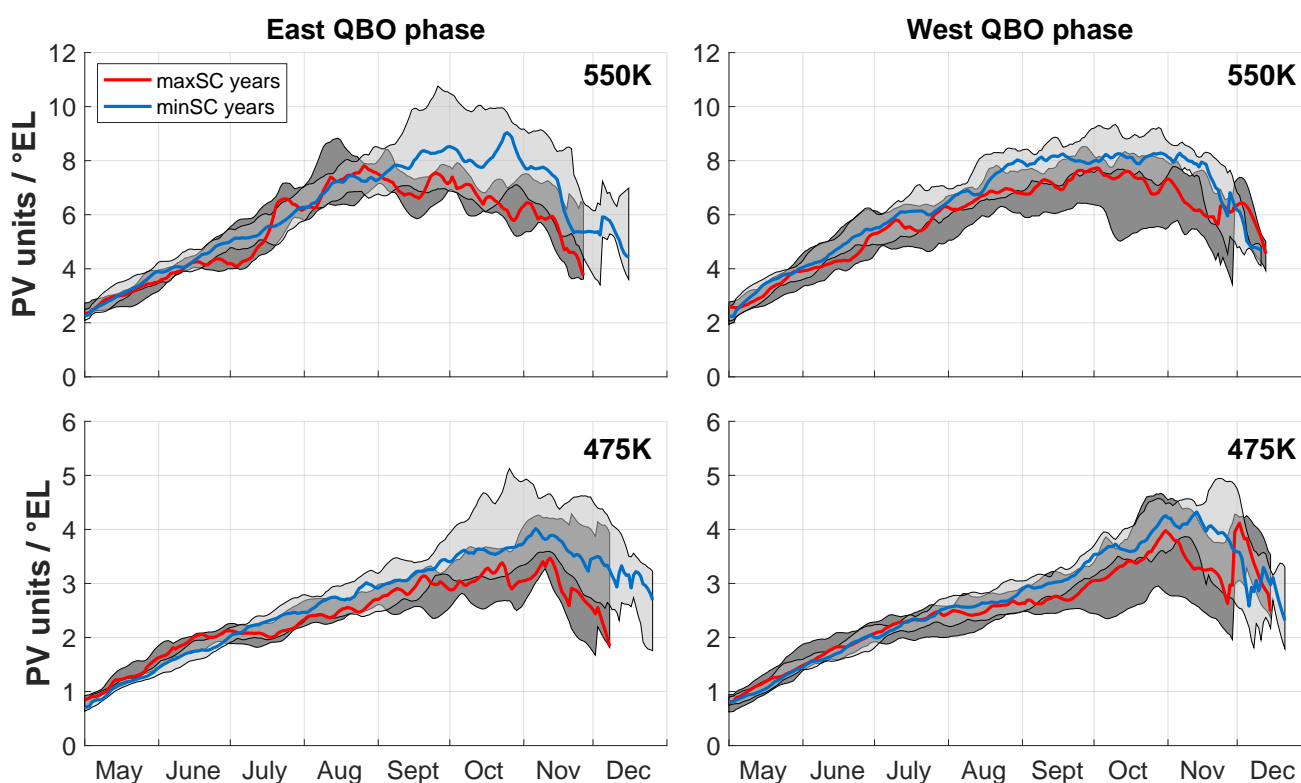 East QBO phase
West QBO phase
PV units / °EL
12
10
8
6
4
2
0
maxSC years
minSC years
550K
12
10
8
6
4
2
0
550K
PV units / °EL
6
5
4
3
2
1
0
475K
6
5
4
3
2
1
0
475K
May June July Aug Sept Oct Nov Dec
May June July Aug Sept Oct Nov Dec